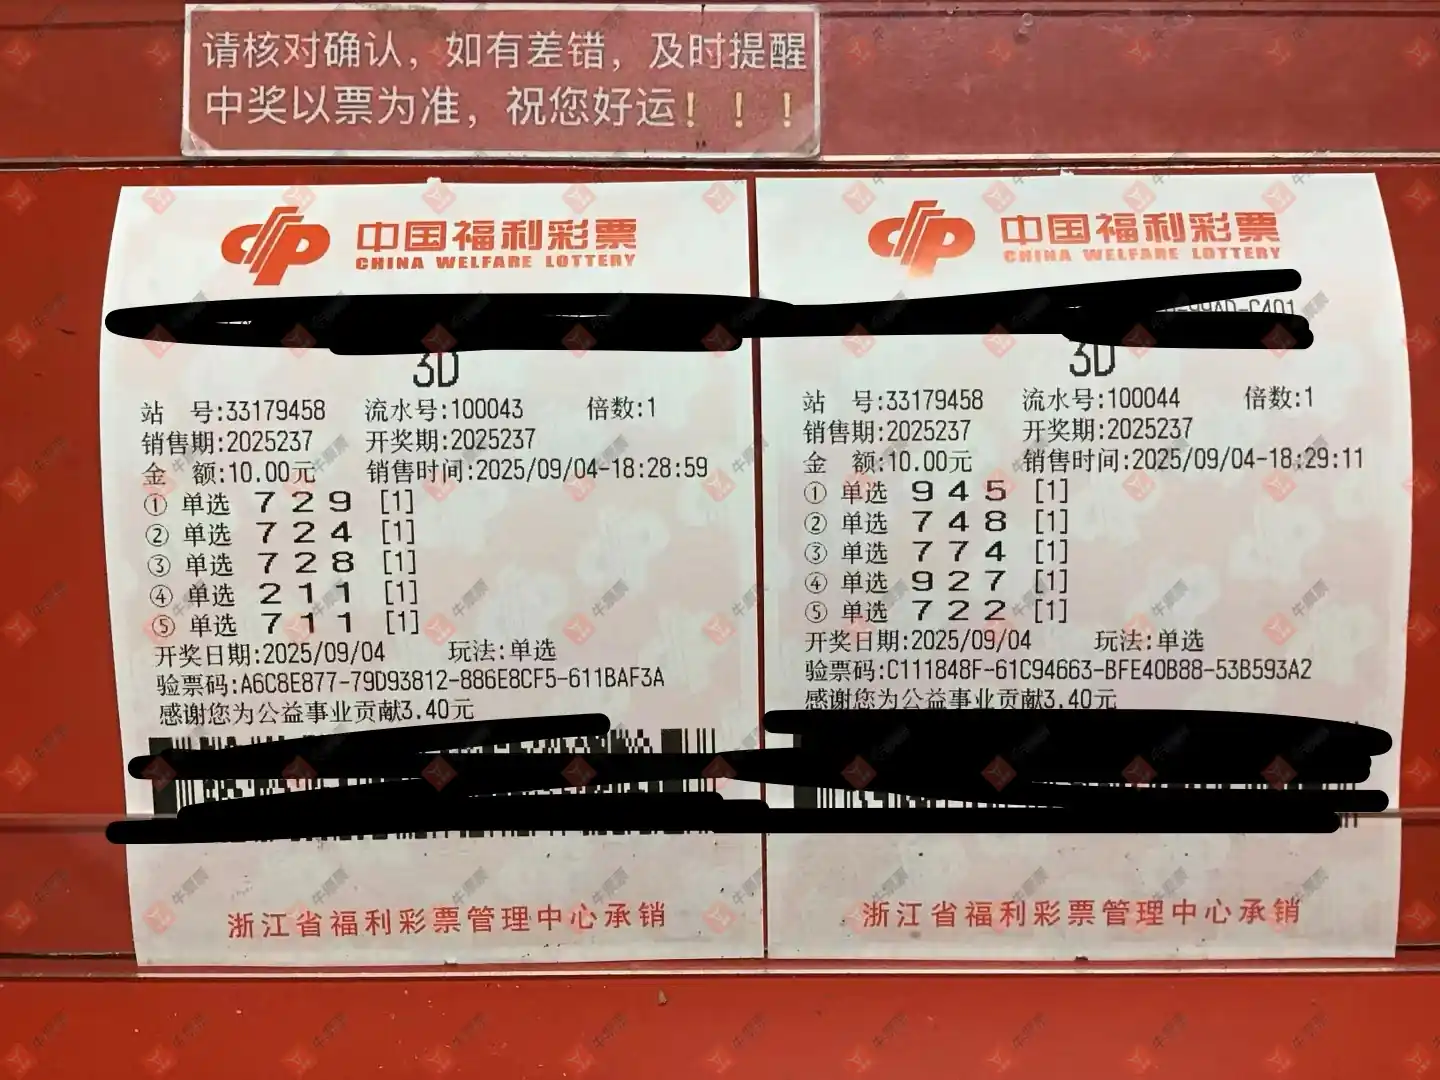 请核对确认，如有差错，及时提醒
中奖以票为准，祝您好运！！！
中国福利彩票
CHINA WELFARE LOTTERY
3D
站 号:33179458 流水号:100043 倍数:1
销售期:2025237 开奖期:2025237
金 额:10.00元 销售时间:2025/09/04-18:28:59
① 单选 7 2 9 [1]
② 单选 7 2 4 [1]
③ 单选 7 2 8 [1]
④ 单选 2 1 1 [1]
⑤ 单选 7 1 1 [1]
开奖日期:2025/09/04 玩法:单选
验票码:A6C8E877-79D93812-886E8CF5-611BAF3A
感谢您为公益事业贡献3.40元
浙江省福利彩票管理中心承销
中国福利彩票
CHINA WELFARE LOTTERY
3D
站 号:33179458 流水号:100044 倍数:1
销售期:2025237 开奖期:2025237
金 额:10.00元 销售时间:2025/09/04-18:29:11
① 单选 9 4 5 [1]
② 单选 7 4 8 [1]
③ 单选 7 7 4 [1]
④ 单选 9 2 7 [1]
⑤ 单选 7 2 2 [1]
开奖日期:2025/09/04 玩法:单选
验票码:C111848F-61C94663-BFE40B88-53B593A2
感谢您为公益事业贡献3.40元
浙江省福利彩票管理中心承销